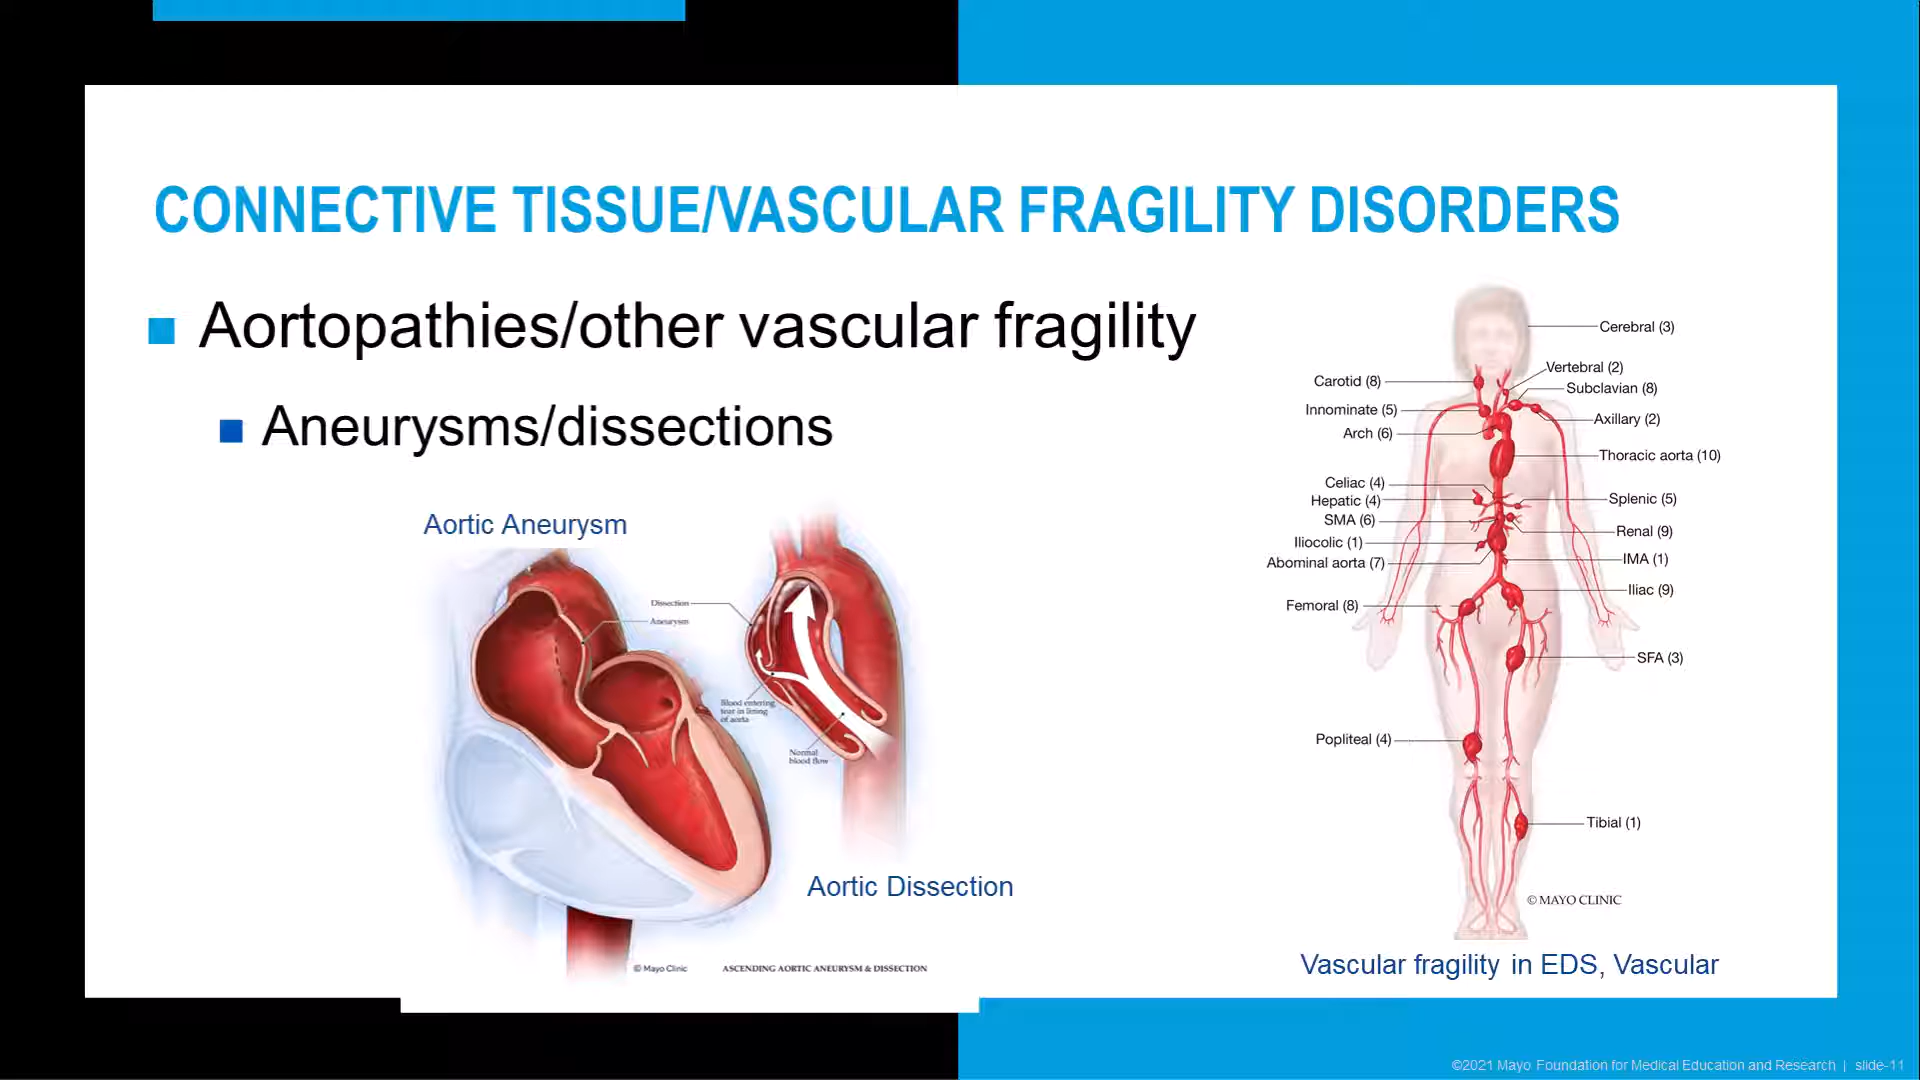 CONNECTIVE TISSUE/VASCULAR FRAGILITY DISORDERS
Aortopathies/other vascular fragility
Aneurysms/dissections
Aortic Aneurysm
Dissection
Aneurysm
Blood entering
tear in lining
of aorta
Normal
blood flow
Aortic Dissection
© Mayo Clinic
ASCENDING AORTIC ANEURYSM & DISSECTION
Cerebral (3)
Vertebral (2)
Carotid (8)
Subclavian (8)
Innominate (5)
Axillary (2)
Arch (6)
Thoracic aorta (10)
Celiac (4)
Hepatic (4)
Splenic (5)
SMA (6)
Renal (9)
Iliocolic (1)
IMA (1)
Abominal aorta (7)
Iliac (9)
Femoral (8)
SFA (3)
Popliteal (4)
Tibial (1)
© MAYO CLINIC
Vascular fragility in EDS, Vascular
©2021 Mayo Foundation for Medical Education and Research | slide-11